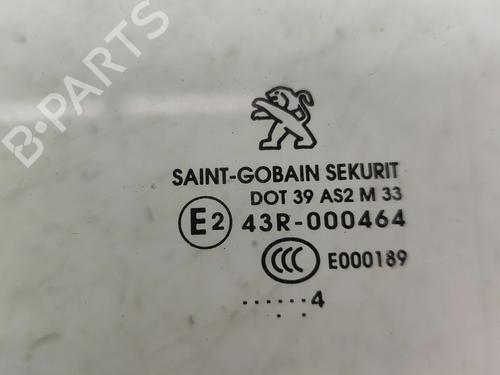 B-PARTS
SAINT-GOBAIN SEKURIT
DOT 39 AS2 M 33
E2 43R-000464
CCC E000189
......4